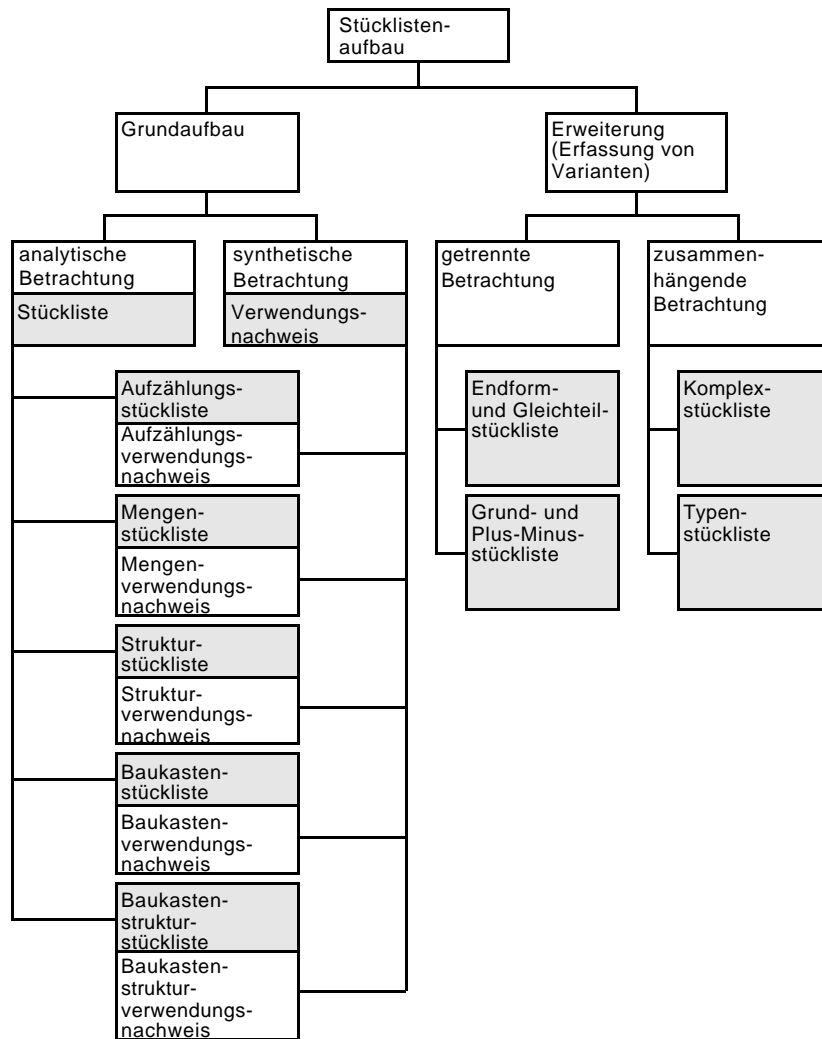 Stücklisten-
aufbau
Grundaufbau
Erweiterung
(Erfassung von
Varianten)
analytische
Betrachtung
Stückliste
synthetische
Betrachtung
Verwendungs-
nachweis
getrennte
Betrachtung
zusammen-
hängende
Betrachtung
Aufzählungs-
stückliste
Aufzählungs-
verwendungs-
nachweis
Mengen-
stückliste
Mengen-
verwendungs-
nachweis
Struktur-
stückliste
Struktur-
verwendungs-
nachweis
Baukasten-
stückliste
Baukasten-
verwendungs-
nachweis
Baukasten-
struktur-
stückliste
Baukasten-
struktur-
verwendungs-
nachweis
Endform-
und Gleichteil-
stückliste
Grund- und
Plus-Minus-
stückliste
Komplex-
stückliste
Typen-
stückliste